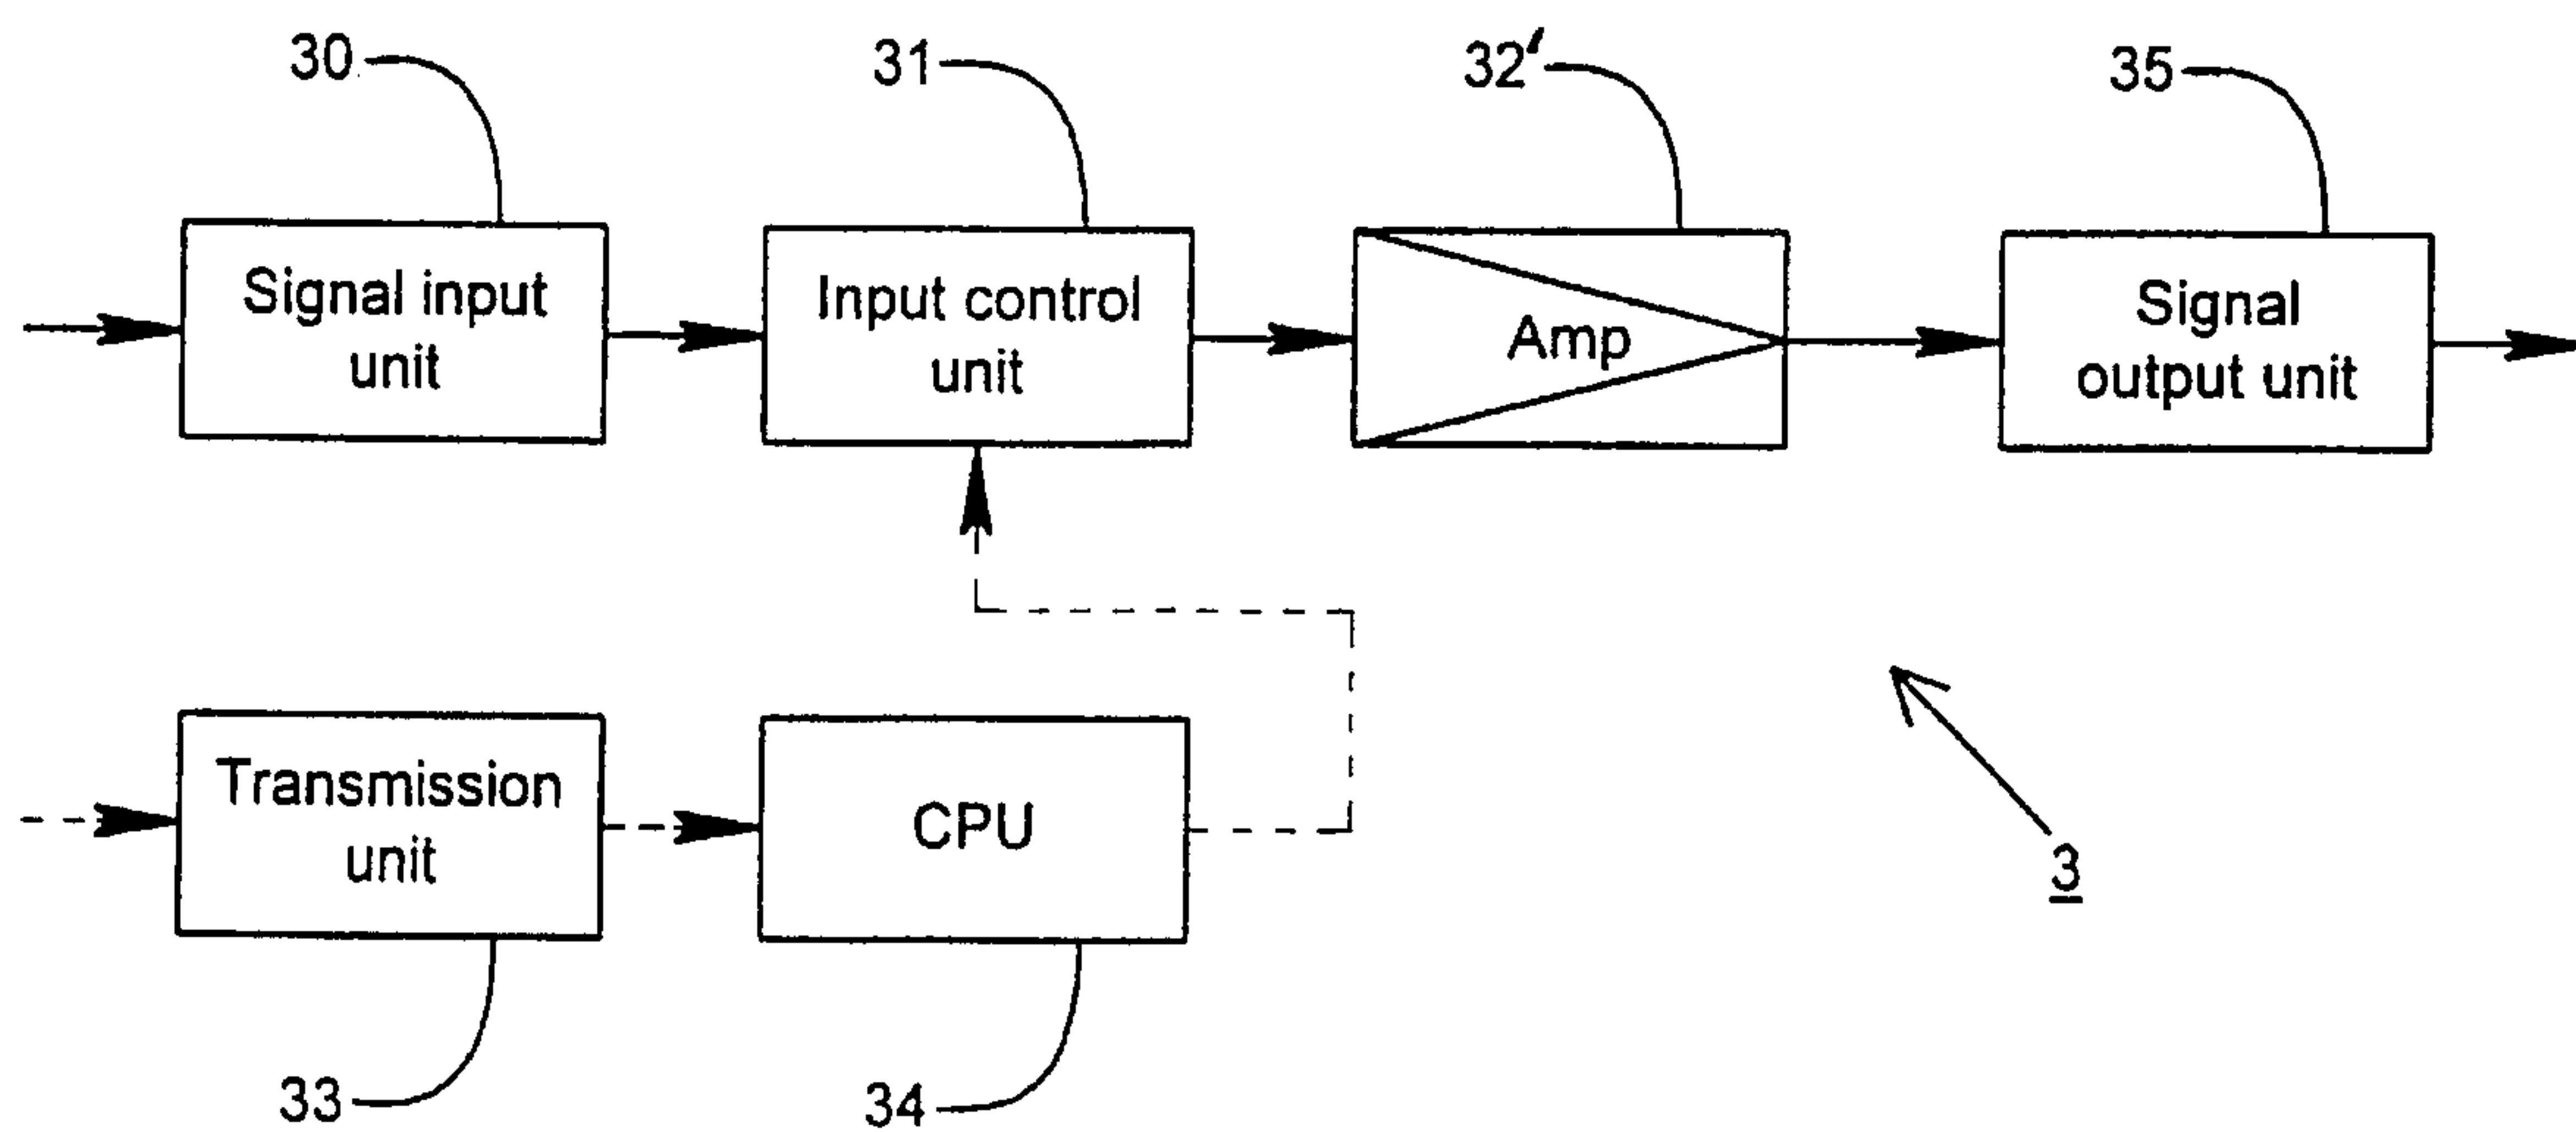 30
31
32′
35
Signal input
unit
Input control
unit
Amp
Signal
output unit
Transmission
unit
CPU
3
33
34